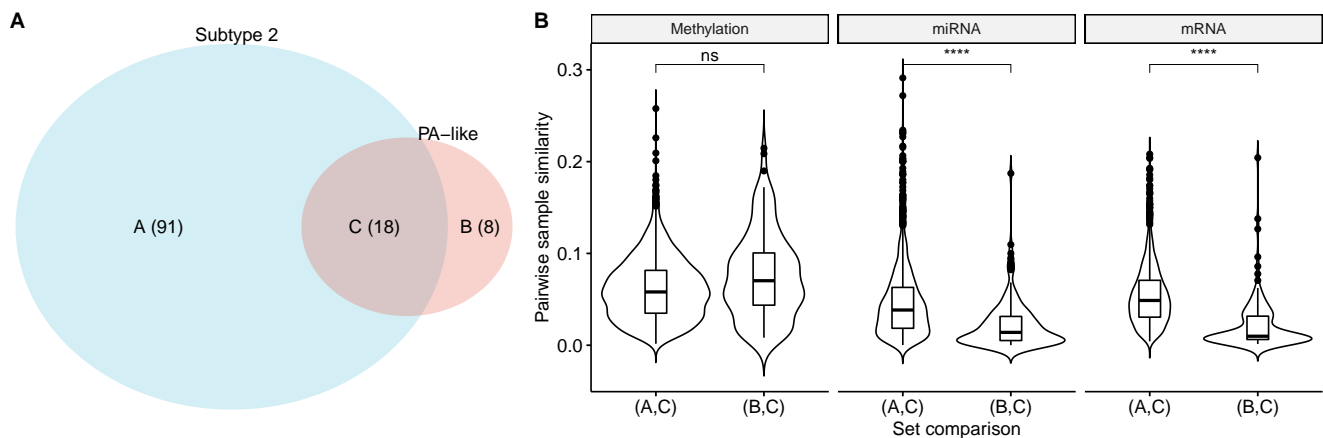 A
Subtype 2
PA−like
A (91)
C (18)
B (8)
B
Methylation
miRNA
mRNA
ns
****
****
Pairwise sample similarity
0.3
0.2
0.1
0.0
(A,C)
(B,C)
(A,C)
(B,C)
(A,C)
(B,C)
Set comparison